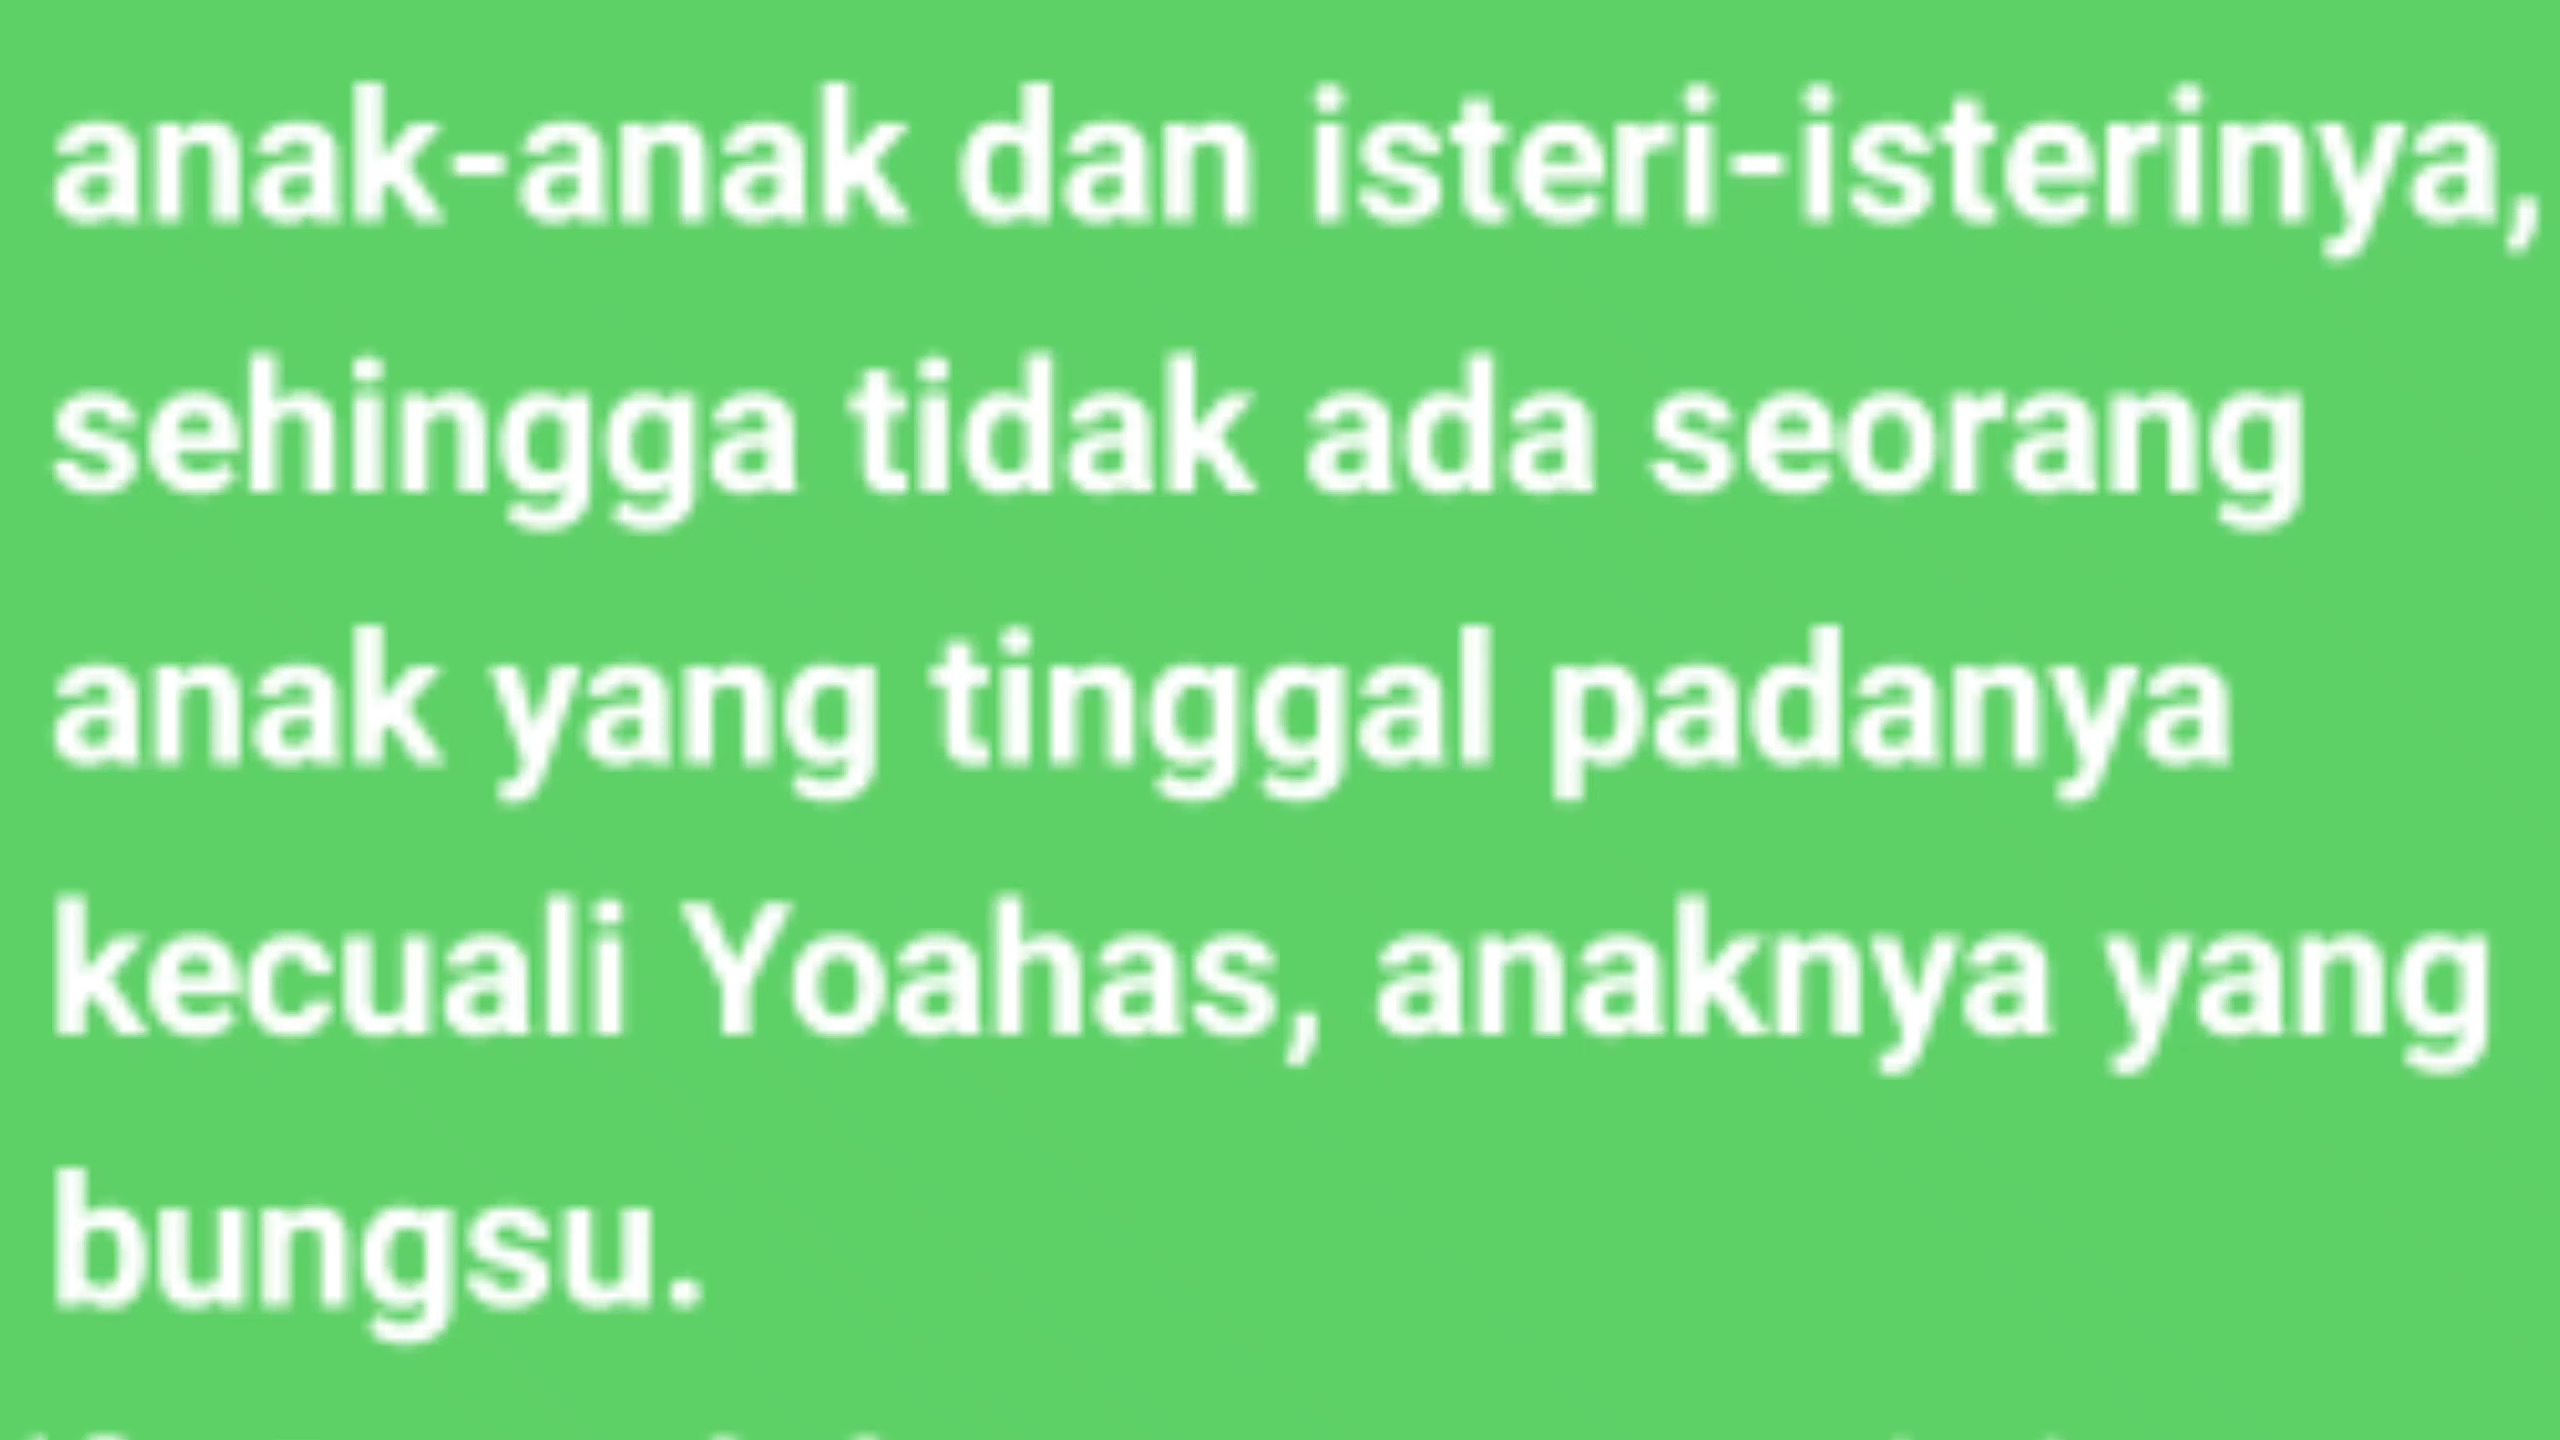 anak-anak dan isteri-isterinya,
sehingga tidak ada seorang
anak yang tinggal padanya
kecuali Yoahas, anaknya yang
bungsu.